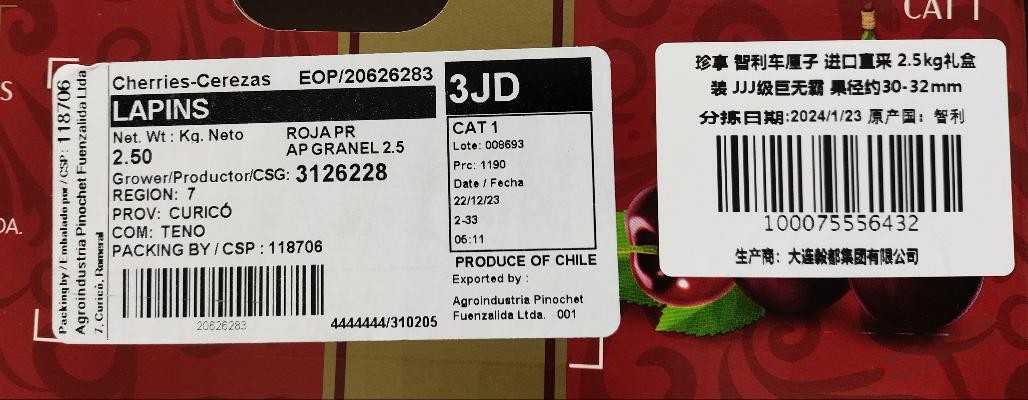 CAT 1
S
DA.
Packing by / Embalado por / CSP: 118706
Agroindustria Pinochet Fuenzalida Ltda
7, Curicó, Romeral
Cherries-Cerezas EOP/20626283
LAPINS
Net. Wt : Kg. Neto ROJA PR
2.50 AP GRANEL 2.5
Grower/Productor/CSG: 3126228
REGION: 7
PROV: CURICÓ
COM: TENO
PACKING BY / CSP : 118706
20626283
4444444/310205
3JD
CAT 1
Lote: 008693
Prc: 1190
Date / Fecha
22/12/23
2-33
06:11
PRODUCE OF CHILE
Exported by :
Agroindustria Pinochet
Fuenzalida Ltda. 001
珍享 智利车厘子 进口直采 2.5kg礼盒
装 JJJ级巨无霸 果径约30-32mm
分拣日期:2024/1/23 原产国: 智利
100075556432
生产商: 大连翰都集团有限公司